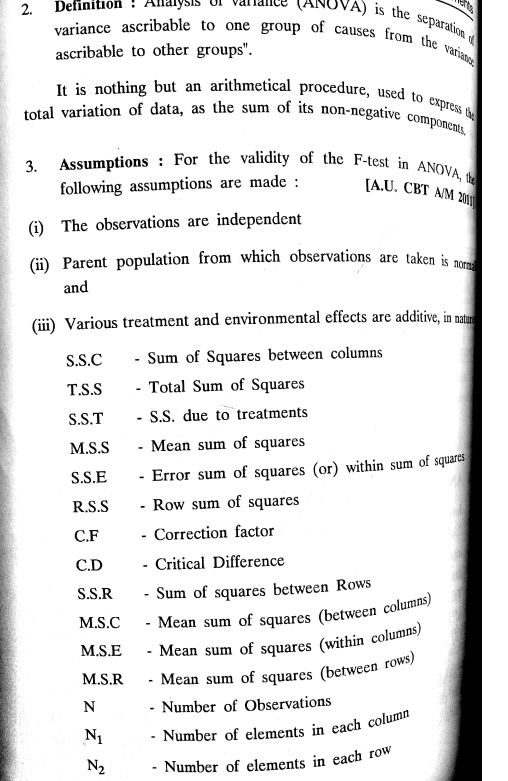 2. Definition : Analysis of Variance (ANOVA) is the separation of
variance ascribable to one group of causes from the variance
ascribable to other groups".
It is nothing but an arithmetical procedure, used to express the
total variation of data, as the sum of its non-negative components.
3. Assumptions : For the validity of the F-test in ANOVA, the
following assumptions are made : [A.U. CBT A/M 2011]
(i) The observations are independent
(ii) Parent population from which observations are taken is normal
and
(iii) Various treatment and environmental effects are additive, in nature
S.S.C - Sum of Squares between columns
T.S.S - Total Sum of Squares
S.S.T - S.S. due to treatments
M.S.S - Mean sum of squares
S.S.E - Error sum of squares (or) within sum of squares
R.S.S - Row sum of squares
C.F - Correction factor
C.D - Critical Difference
S.S.R - Sum of squares between Rows
M.S.C - Mean sum of squares (between columns)
M.S.E - Mean sum of squares (within columns)
M.S.R - Mean sum of squares (between rows)
N - Number of Observations
N₁ - Number of elements in each column
N₂ - Number of elements in each row